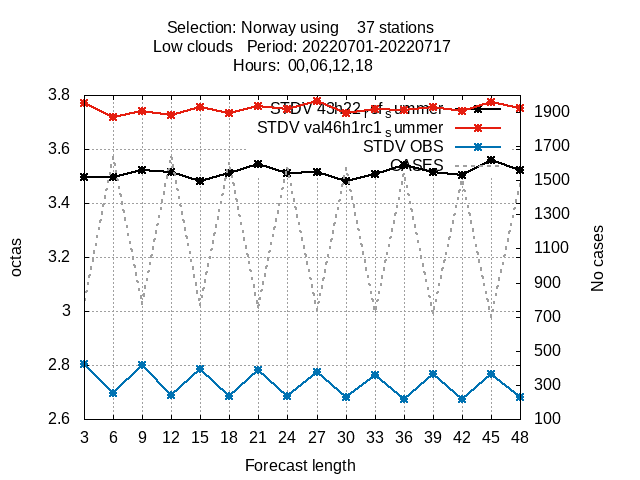 Selection: Norway using 37 stations
Low clouds Period: 20220701-20220717
Hours: 00,06,12,18
STDV 43h22_ref_summer
STDV val46h1rc1_summer
STDV OBS
CASES
octas
3.8
3.6
3.4
3.2
3
2.8
2.6
1900
1700
1500
1300
1100
900
700
500
300
100
No cases
3 6 9 12 15 18 21 24 27 30 33 36 39 42 45 48
Forecast length